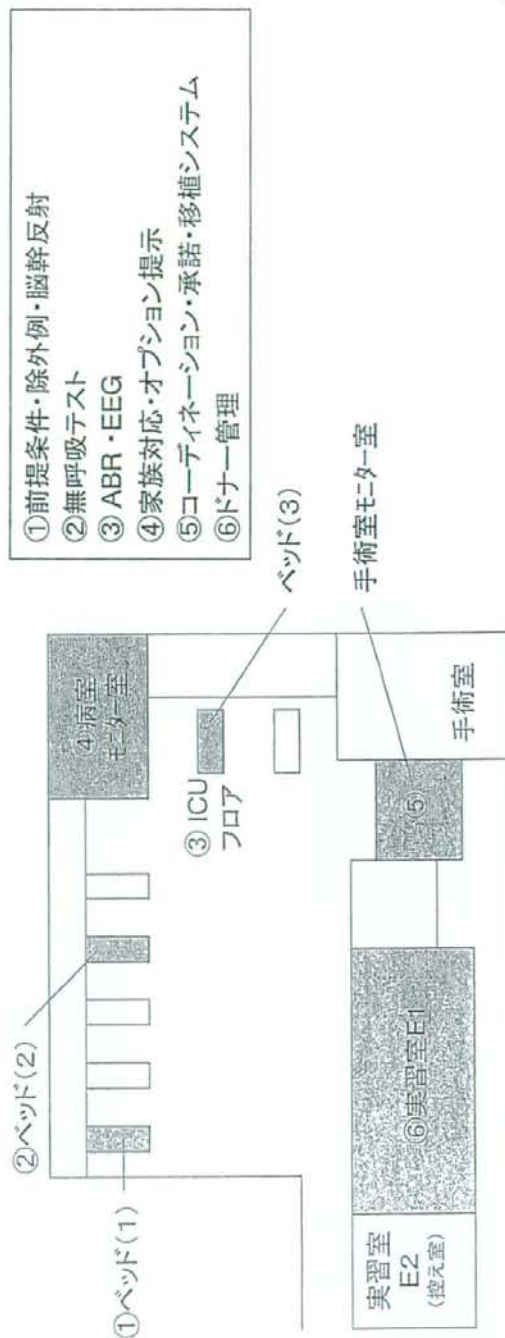 ①前提条件・除外例・脳幹反射
②無呼吸テスト
③ABR・EEG
④家族対応・オプション提示
⑤コーディネーション・承諾・移植システム
⑥ドナー管理
①ベッド(1)
②ベッド(2)
④病室
モニター室
③ICU
フロア
ベッド(3)
手術室モニター室
⑤
手術室
⑥実習室E1
実習室
E2
(控え室)